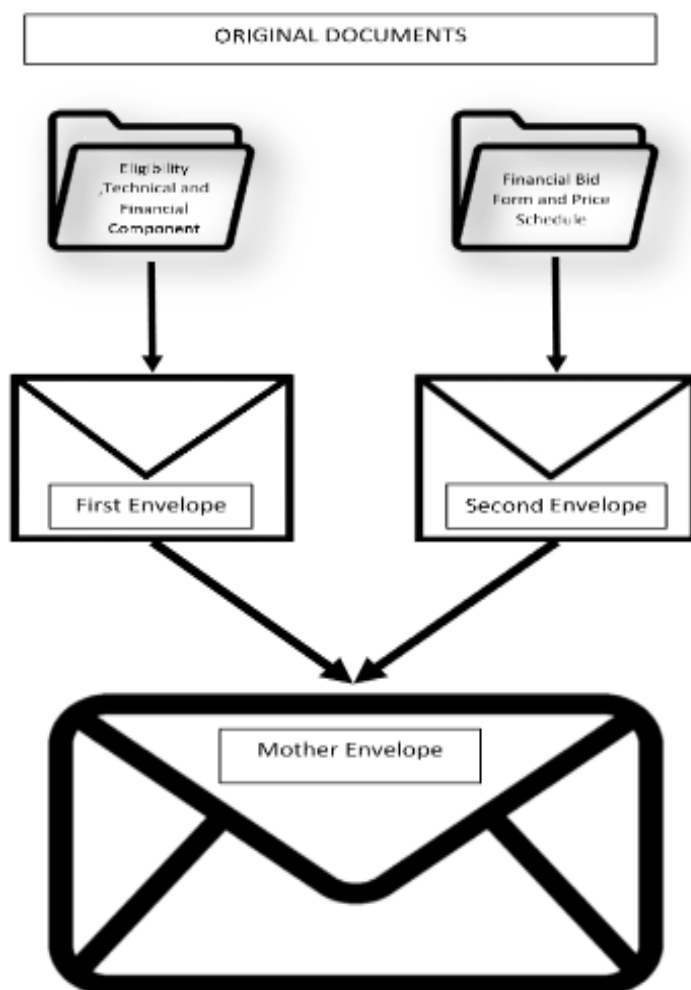 ORIGINAL DOCUMENTS
Eligibility
,Technical and
Financial
Component
Financial Bid
Form and Price
Schedule
First Envelope
Second Envelope
Mother Envelope